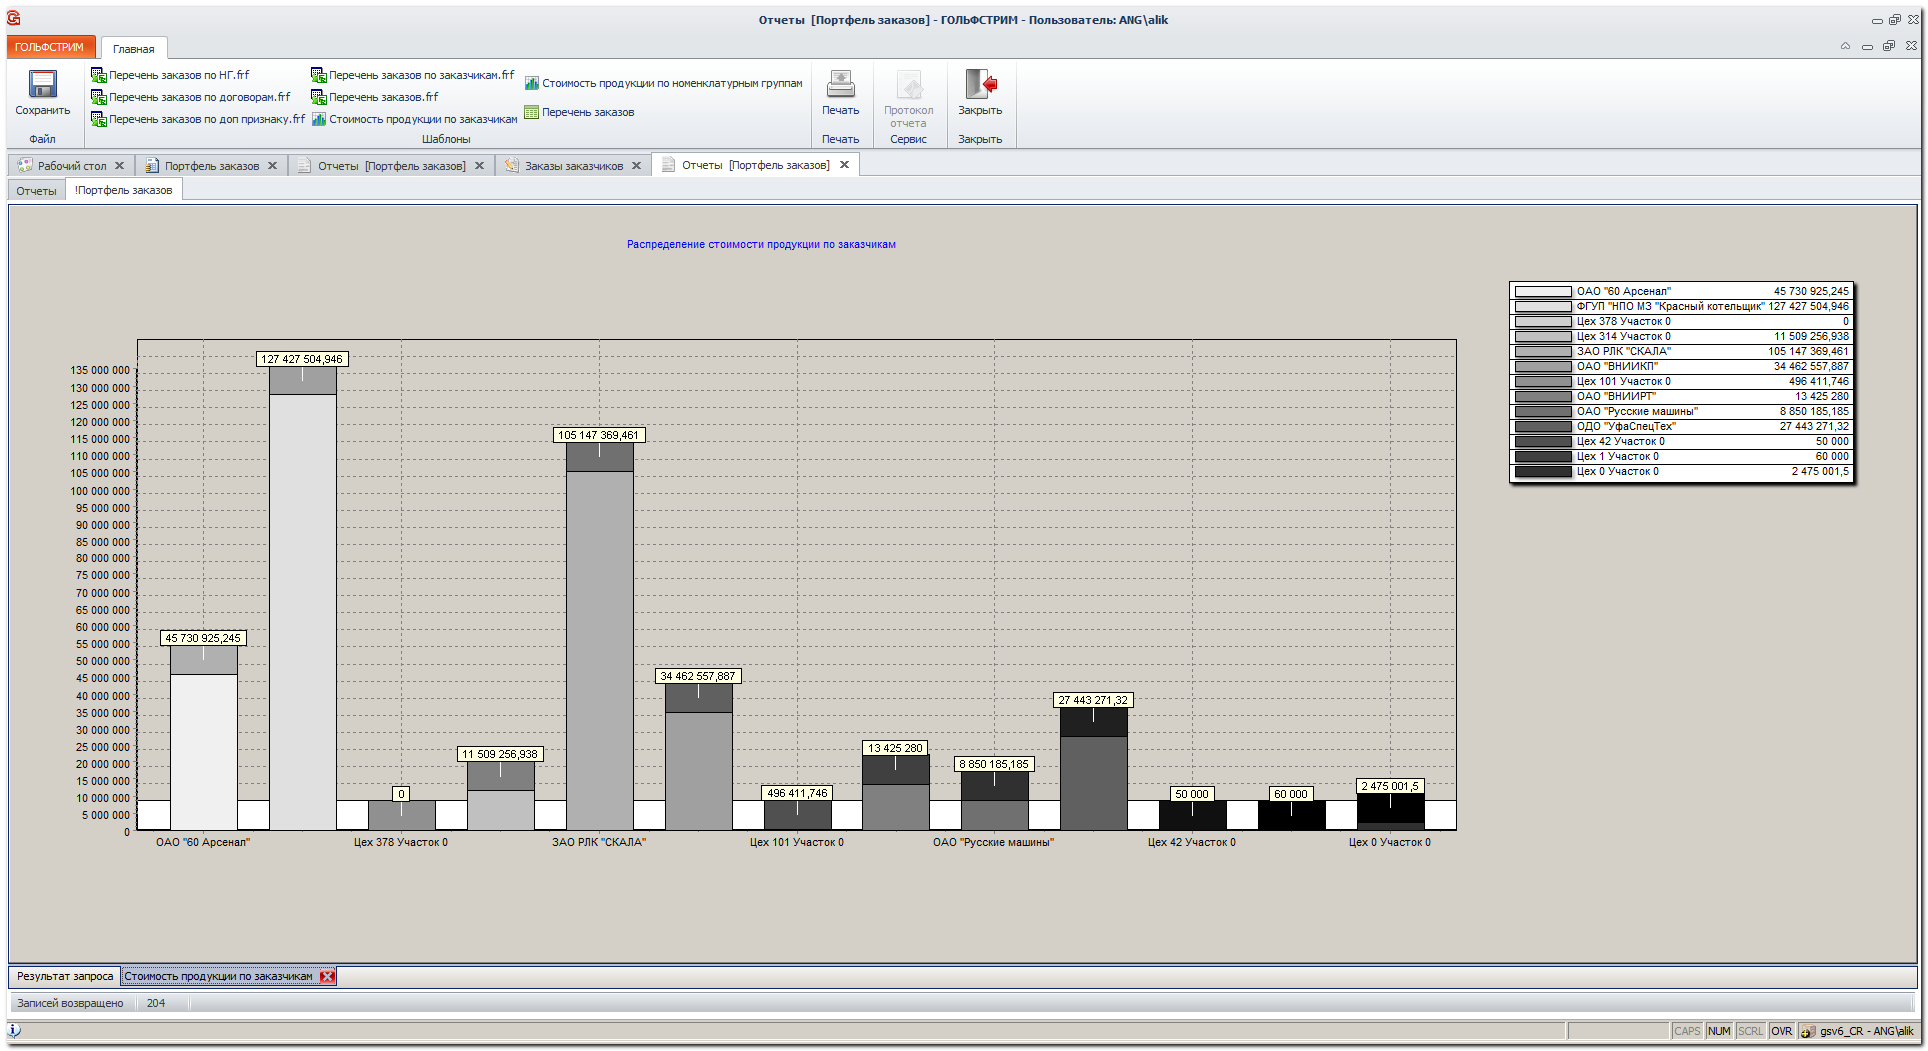 Отчеты [Портфель заказов] - ГОЛЬФСТРИМ - Пользователь: ANG\alik
ГОЛЬФСТРИМ
Главная
Сохранить
Файл
Перечень заказов по НГ.frf
Перечень заказов по договорам.frf
Перечень заказов по доп признаку.frf
Перечень заказов по заказчикам.frf
Перечень заказов.frf
Стоимость продукции по заказчикам
Стоимость продукции по номенклатурным группам
Перечень заказов
Шаблоны
Печать
Печать
Протокол
отчета
Сервис
Закрыть
Закрыть
Рабочий стол
Портфель заказов
Отчеты [Портфель заказов]
Заказы заказчиков
Отчеты [Портфель заказов]
Отчеты
!Портфель заказов
Распределение стоимости продукции по заказчикам
ОАО "60 Арсенал" 45 730 925,245
ФГУП "НПО МЗ "Красный котельщик" 127 427 504,946
Цех 378 Участок 0 0
Цех 314 Участок 0 11 509 256,938
ЗАО РЛК "СКАЛА" 105 147 369,461
ОАО "ВНИИКП" 34 462 557,887
Цех 101 Участок 0 496 411,746
ОАО "ВНИИРТ" 13 425 280
ОАО "Русские машины" 8 850 185,185
ОДО "УфаСпецТех" 27 443 271,32
Цех 42 Участок 0 50 000
Цех 1 Участок 0 60 000
Цех 0 Участок 0 2 475 001,5
135 000 000
130 000 000
125 000 000
120 000 000
115 000 000
110 000 000
105 000 000
100 000 000
95 000 000
90 000 000
85 000 000
80 000 000
75 000 000
70 000 000
65 000 000
60 000 000
55 000 000
50 000 000
45 000 000
40 000 000
35 000 000
30 000 000
25 000 000
20 000 000
15 000 000
10 000 000
5 000 000
0
45 730 925,245
127 427 504,946
0
11 509 256,938
105 147 369,461
34 462 557,887
496 411,746
13 425 280
8 850 185,185
27 443 271,32
50 000
60 000
2 475 001,5
ОАО "60 Арсенал"
Цех 378 Участок 0
ЗАО РЛК "СКАЛА"
Цех 101 Участок 0
ОАО "Русские машины"
Цех 42 Участок 0
Цех 0 Участок 0
Результат запроса
Стоимость продукции по заказчикам
Записей возвращено 204
CAPS NUM SCRL OVR gsv6_CR - ANG\alik